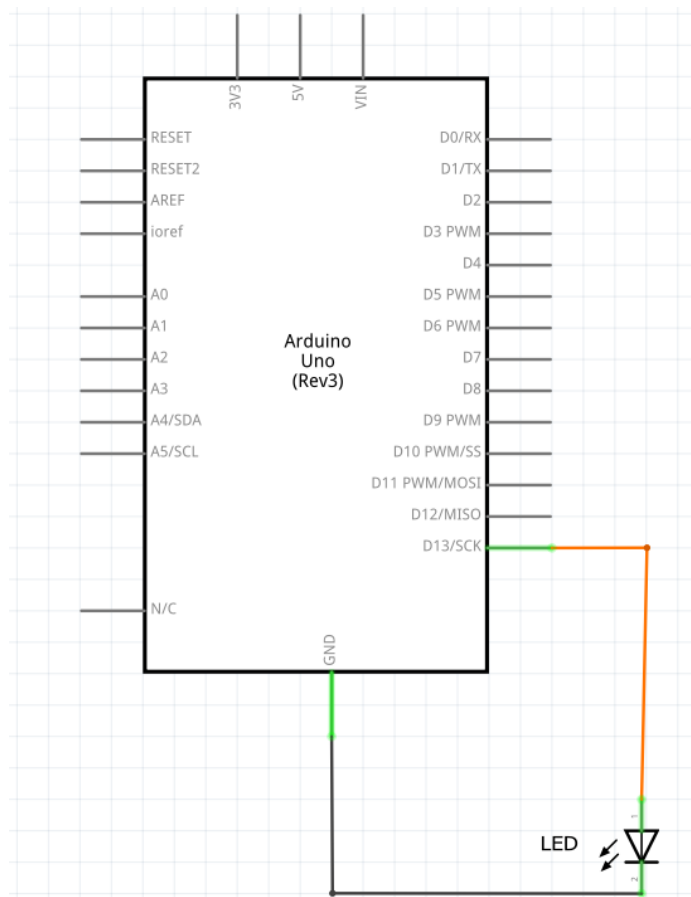 3V3
5V
VIN
RESET
RESET2
AREF
ioref
A0
A1
A2
A3
A4/SDA
A5/SCL
N/C
Arduino
Uno
(Rev3)
D0/RX
D1/TX
D2
D3 PWM
D4
D5 PWM
D6 PWM
D7
D8
D9 PWM
D10 PWM/SS
D11 PWM/MOSI
D12/MISO
D13/SCK
GND
1
LED
2